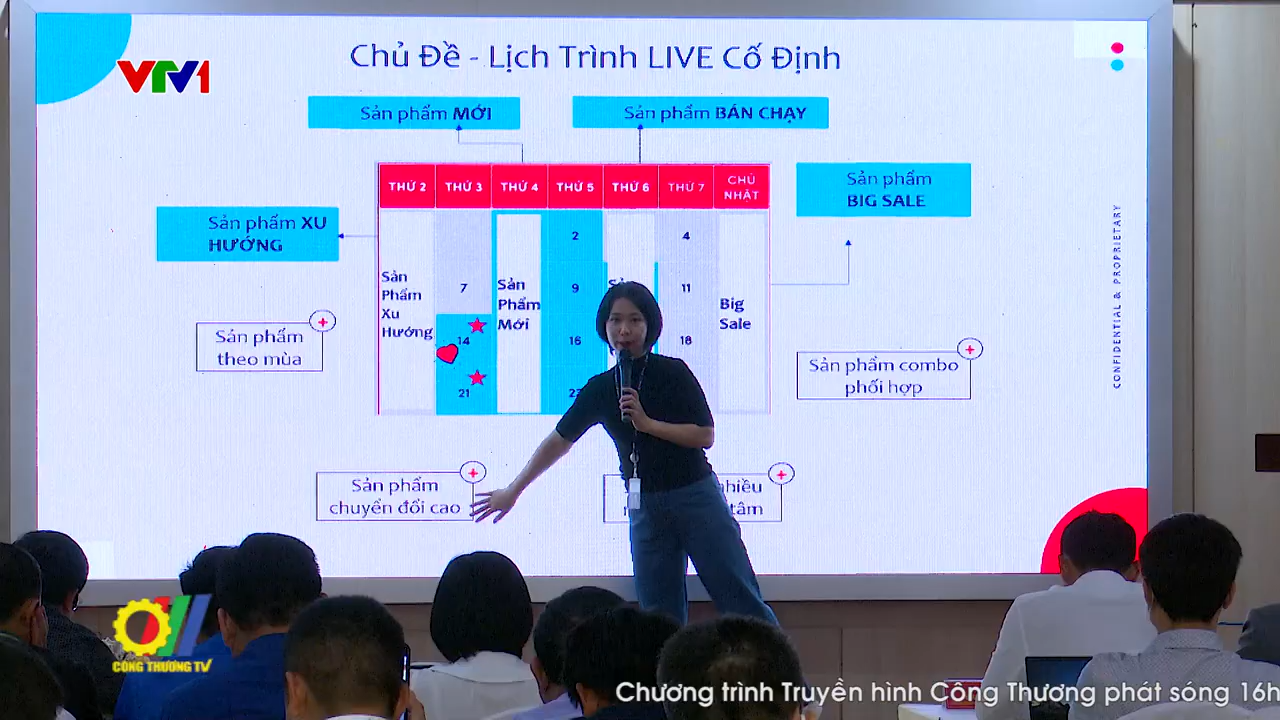 Chủ Đề - Lịch Trình LIVE Cố Định
VTV1
Sản phẩm MỚI
Sản phẩm BÁN CHẠY
Sản phẩm
BIG SALE
Sản phẩm XU
HƯỚNG
THỨ 2 THỨ 3 THỨ 4 THỨ 5 THỨ 6 THỨ 7 CHỦ
NHẬT
2 4
Sản
Phẩm
Xu
Hướng
7
14
21
Sản
Phẩm
Mới
9
16
11
18
Big
Sale
Sản phẩm
theo mùa
Sản phẩm combo
phối hợp
Sản phẩm
chuyển đổi cao
hiều
tâm
CONFIDENTIAL & PROPRIETARY
CÔNG THƯƠNG TV
Chương trình Truyền hình Công Thương phát sóng 16h